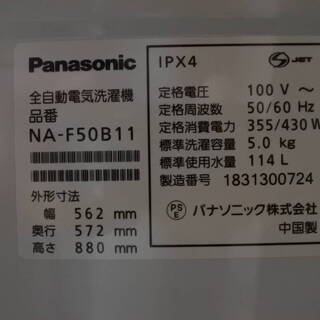 Panasonic
全自動電気洗濯機
品番
NA-F50B11
外形寸法
幅 562 mm
奥行 572 mm
高さ 880 mm
IPX4
JET
定格電圧 100 V ～
定格周波数 50/60 Hz
定格消費電力 355/430 W
標準洗濯容量 5.0 kg
標準使用水量 114 L
製造番号 1831300724
PS E パナソニック株式会社
中国製